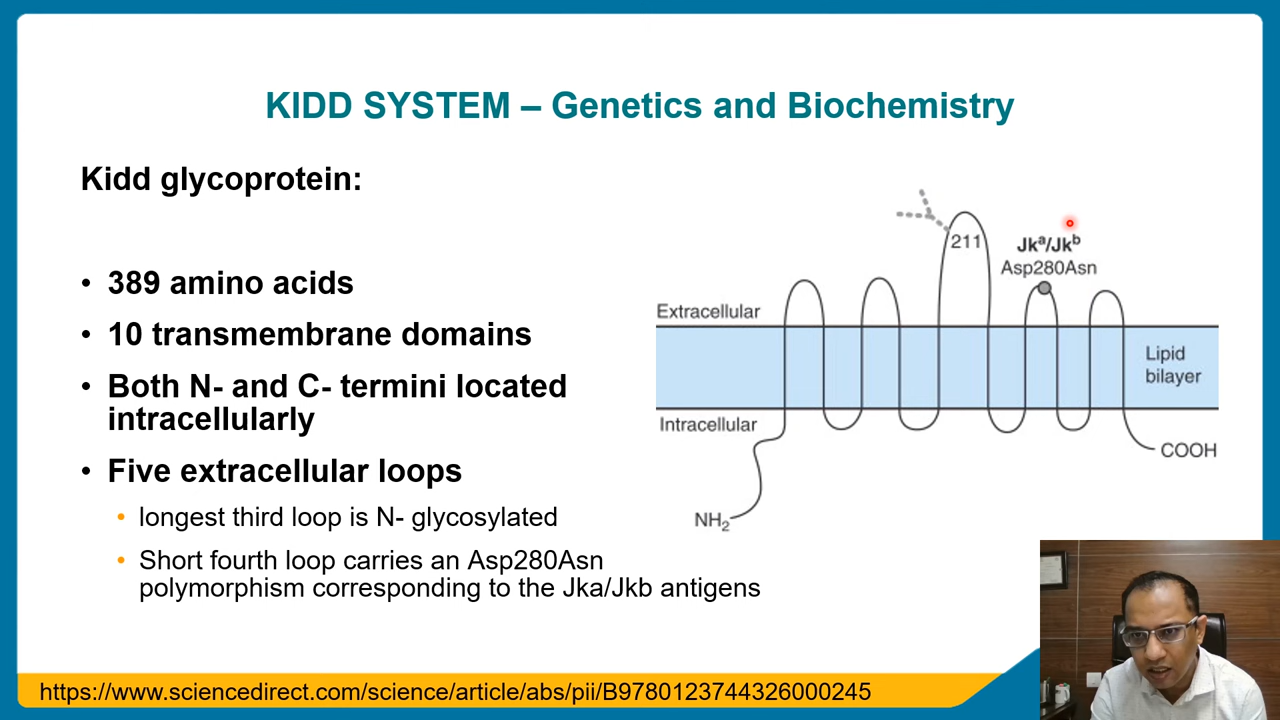 KIDD SYSTEM – Genetics and Biochemistry
Kidd glycoprotein:
• 389 amino acids
• 10 transmembrane domains
• Both N- and C- termini located
intracellularly
• Five extracellular loops
• longest third loop is N- glycosylated
• Short fourth loop carries an Asp280Asn
polymorphism corresponding to the Jka/Jkb antigens
211
Jkᵃ/Jkᵇ
Asp280Asn
Extracellular
Lipid
bilayer
Intracellular
COOH
NH₂
https://www.sciencedirect.com/science/article/abs/pii/B9780123744326000245